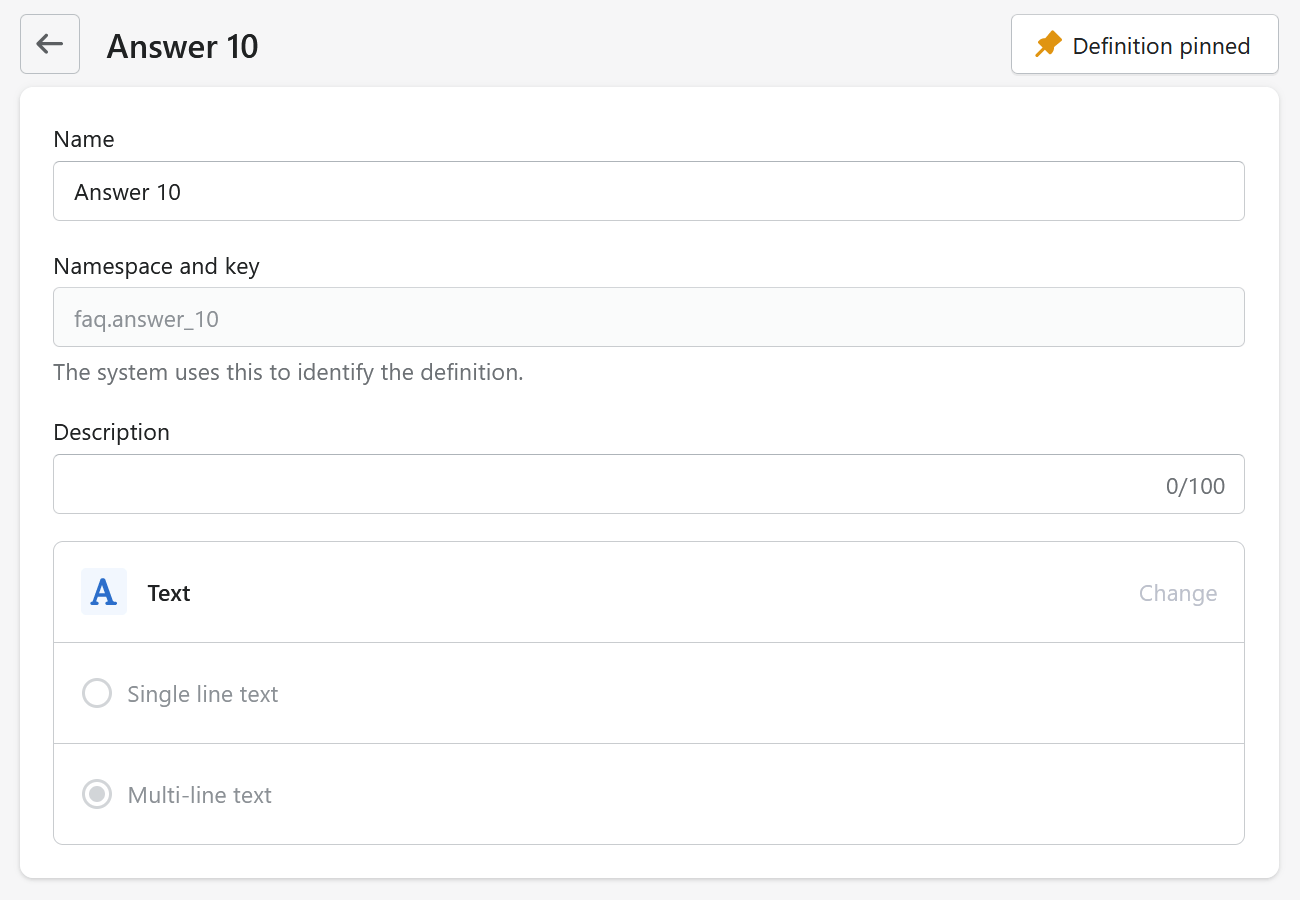 Answer 10
Definition pinned
Name
Answer 10
Namespace and key
faq.answer_10
The system uses this to identify the definition.
Description
0/100
A Text
Change
Single line text
Multi-line text